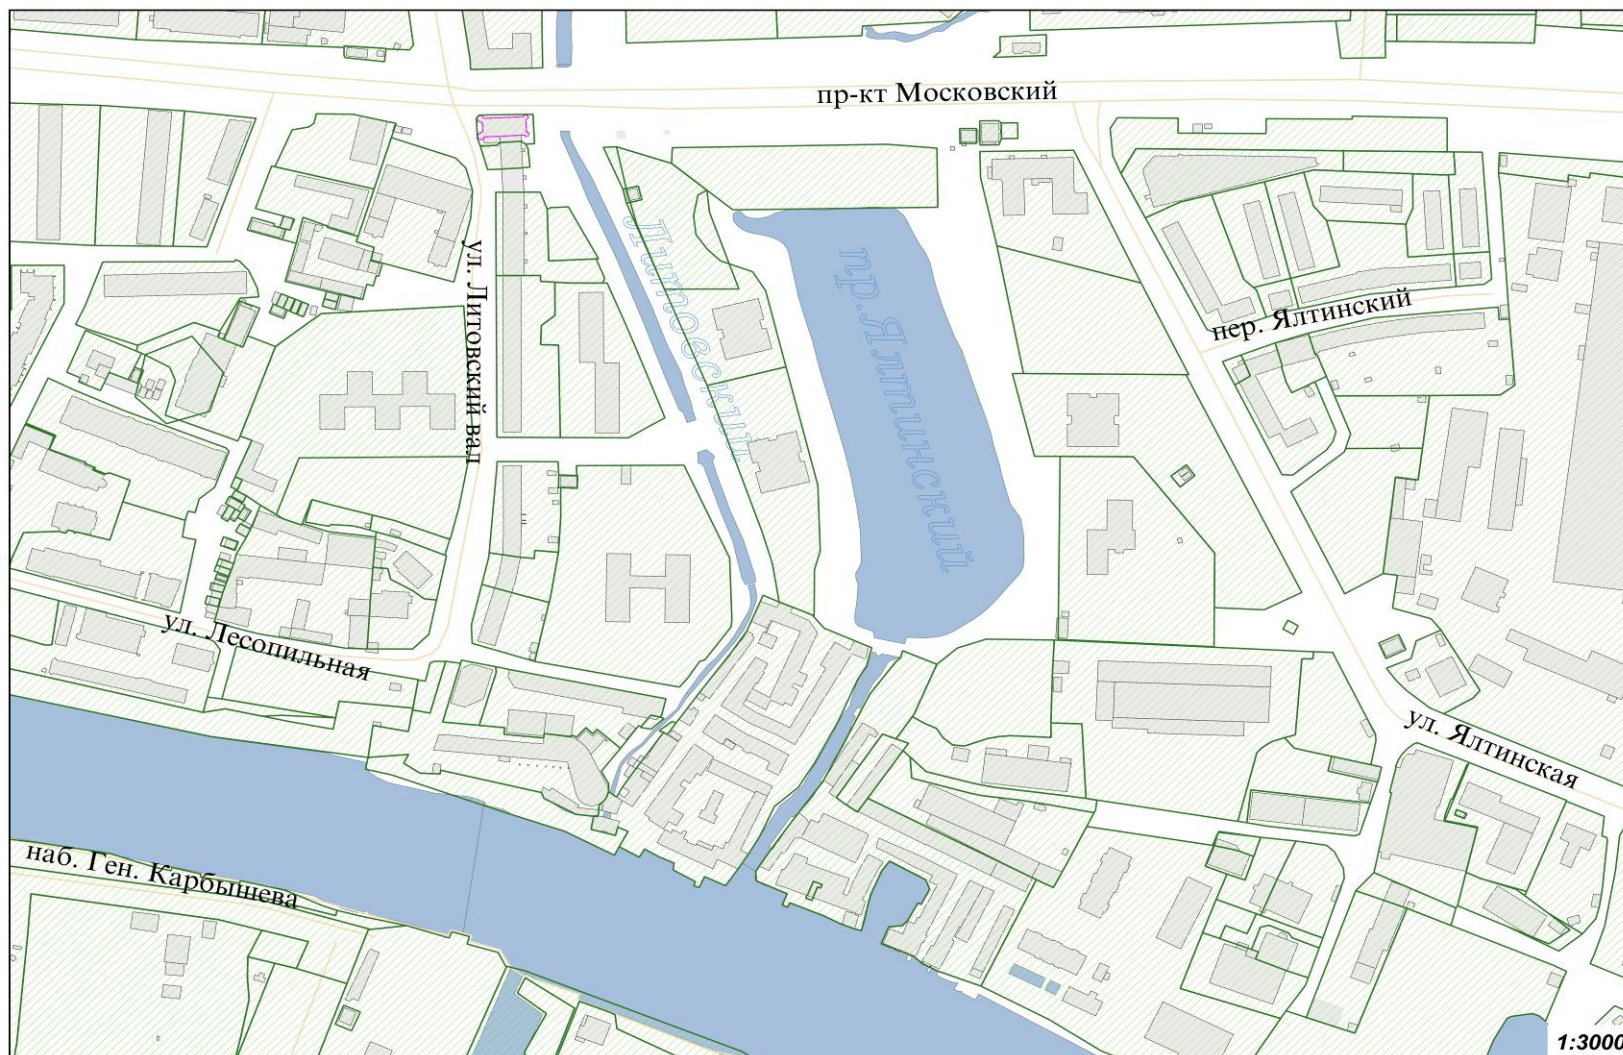 пр-кт Московский
ул. Литовский вал
Литовский
пр.Ялтинский
пер. Ялтинский
ул. Лесопильная
ул. Ялтинская
наб. Ген. Карбышева
1:3000